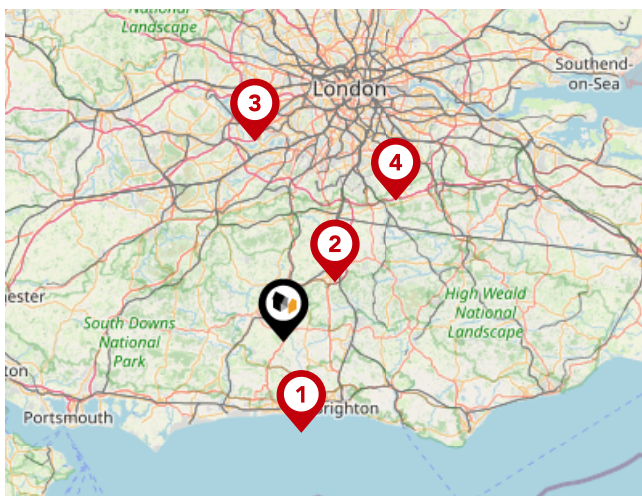 National
Landscape
London
Southend-
on-Sea
3
4
2
High Weald
National
Landscape
South Downs
National
Park
1
Brighton
Portsmouth